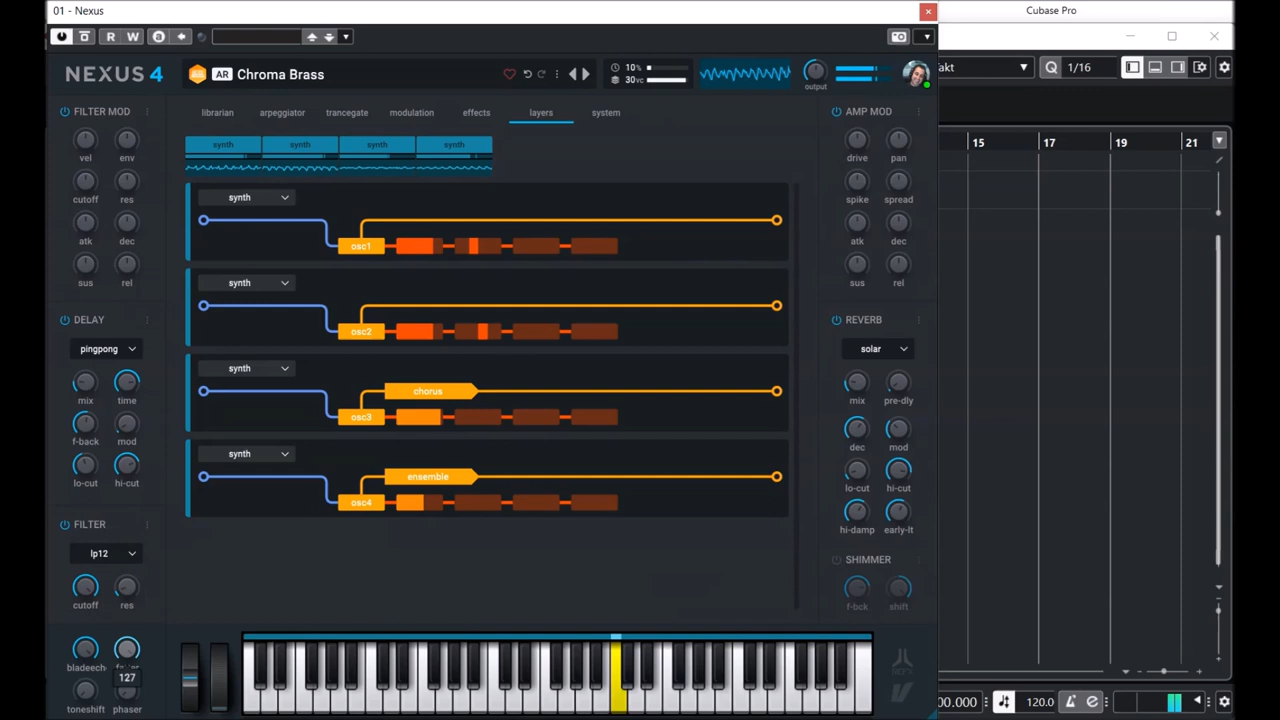 01 - Nexus
Cubase Pro
R W a
NEXUS 4
AR Chroma Brass
10%
30vc
output
1/16
FILTER MOD
librarian arpeggiator trancegate modulation effects layers system
AMP MOD
vel env
synth synth synth synth
drive pan
15 17 19 21
cutoff res
synth
spike spread
atk dec
osc1
atk dec
sus rel
synth
sus rel
DELAY
osc2
REVERB
pingpong
solar
mix time
synth
chorus
mix pre-dly
f-back mod
osc3
dec mod
lo-cut hi-cut
synth
ensemble
lo-cut hi-cut
FILTER
osc4
hi-damp early-lt
lp12
SHIMMER
cutoff res
f-bck shift
127
toneshift phaser
120.0